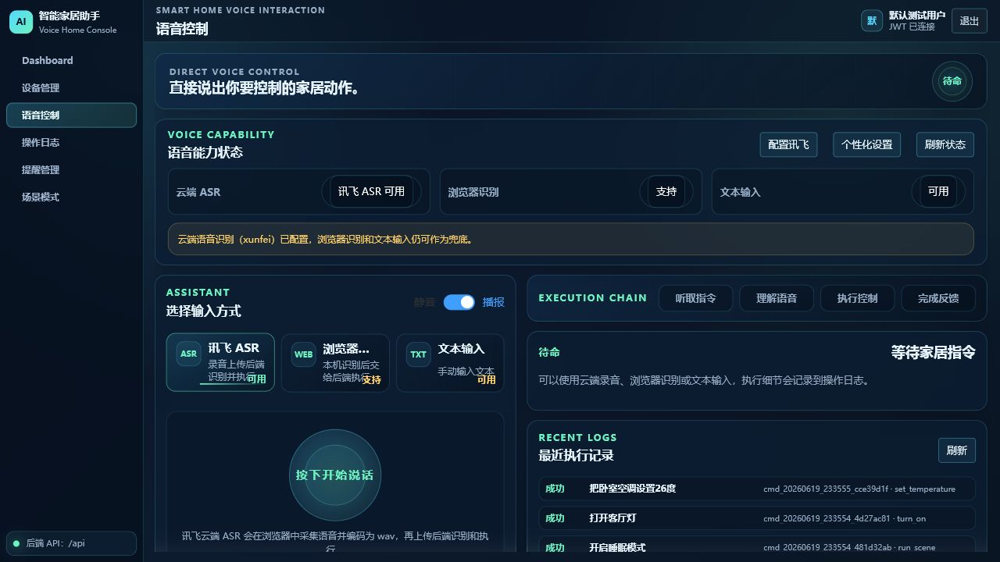 AI
智能家居助手
Voice Home Console
Dashboard
设备管理
语音控制
操作日志
提醒管理
场景模式
后端 API：/api
SMART HOME VOICE INTERACTION
语音控制
默
默认测试用户
JWT 已连接
退出
DIRECT VOICE CONTROL
直接说出你要控制的家居动作。
待命
VOICE CAPABILITY
语音能力状态
配置讯飞
个性化设置
刷新状态
云端 ASR
讯飞 ASR 可用
浏览器识别
支持
文本输入
可用
云端语音识别（xunfei）已配置，浏览器识别和文本输入仍可作为兜底。
ASSISTANT
选择输入方式
静音
播报
ASR
讯飞 ASR
录音上传后端
识别并执行
可用
WEB
浏览器...
本机识别后交
给后端执行
支持
TXT
文本输入
手动输入文本
可用
按下开始说话
讯飞云端 ASR 会在浏览器中采集语音并编码为 wav，再上传后端识别和执
行。
EXECUTION CHAIN
听取指令
理解语音
执行控制
完成反馈
待命
等待家居指令
可以使用云端录音、浏览器识别或文本输入，执行细节会记录到操作日志。
RECENT LOGS
最近执行记录
刷新
成功
把卧室空调设置26度
cmd_20260619_233555_cce39d1f · set_temperature
成功
打开客厅灯
cmd_20260619_233554_4d27ac81 · turn_on
成功
开启睡眠模式
cmd_20260619_233554_481d32ab · run_scene